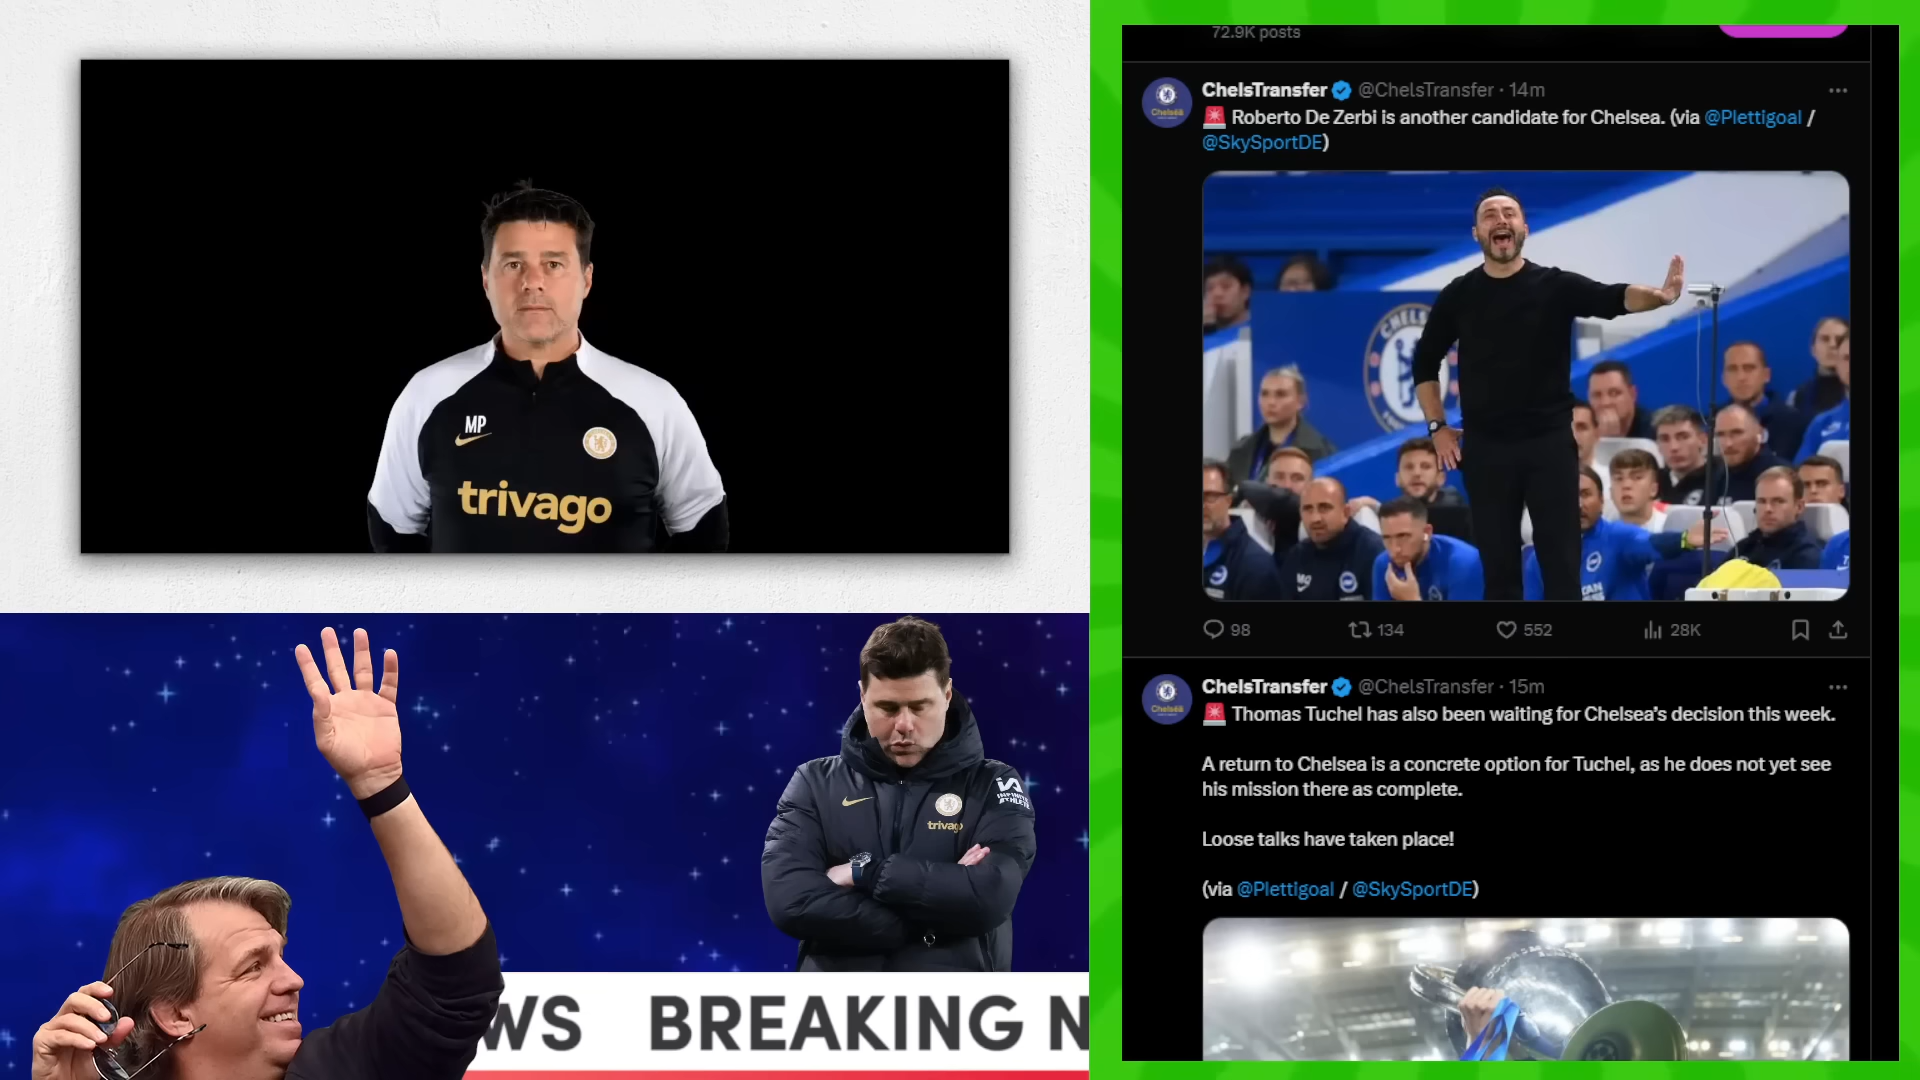 MP
trivago
trivago
INFINITE
ATHLETE
WS BREAKING N
72.9K posts
ChelsTransfer @ChelsTransfer · 14m
🚨 Roberto De Zerbi is another candidate for Chelsea. (via @Plettigoal /
@SkySportDE)
CHELS
98 134 552 28K
ChelsTransfer @ChelsTransfer · 15m
🚨 Thomas Tuchel has also been waiting for Chelsea's decision this week.
A return to Chelsea is a concrete option for Tuchel, as he does not yet see
his mission there as complete.
Loose talks have taken place!
(via @Plettigoal / @SkySportDE)